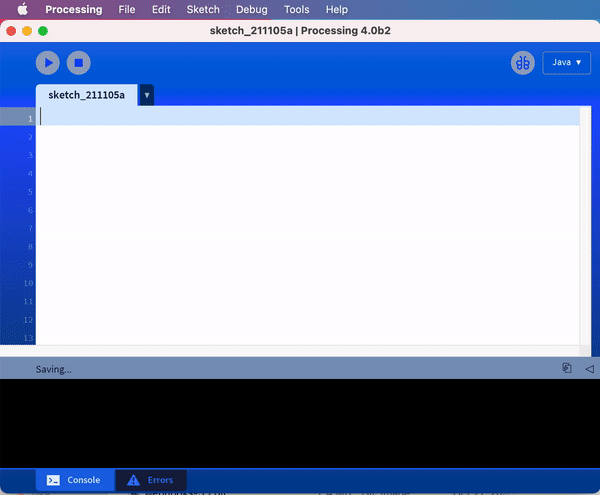 Processing File Edit Sketch Debug Tools Help
sketch_211105a | Processing 4.0b2
Java ▾
sketch_211105a ▾
1
2
3
4
5
6
7
8
9
10
11
12
13
Saving...
Console Errors